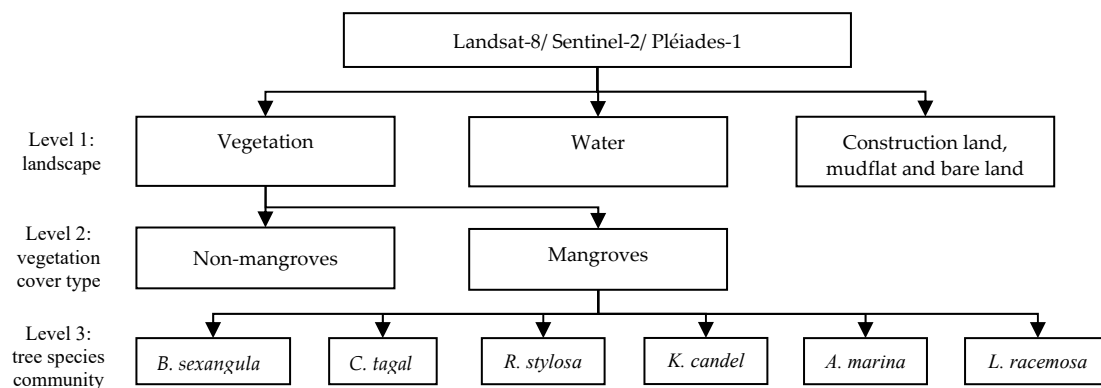 Landsat-8/ Sentinel-2/ Pléiades-1
Level 1:
landscape
Vegetation
Water
Construction land,
mudflat and bare land
Level 2:
vegetation
cover type
Non-mangroves
Mangroves
Level 3:
tree species
community
B. sexangula
C. tagal
R. stylosa
K. candel
A. marina
L. racemosa